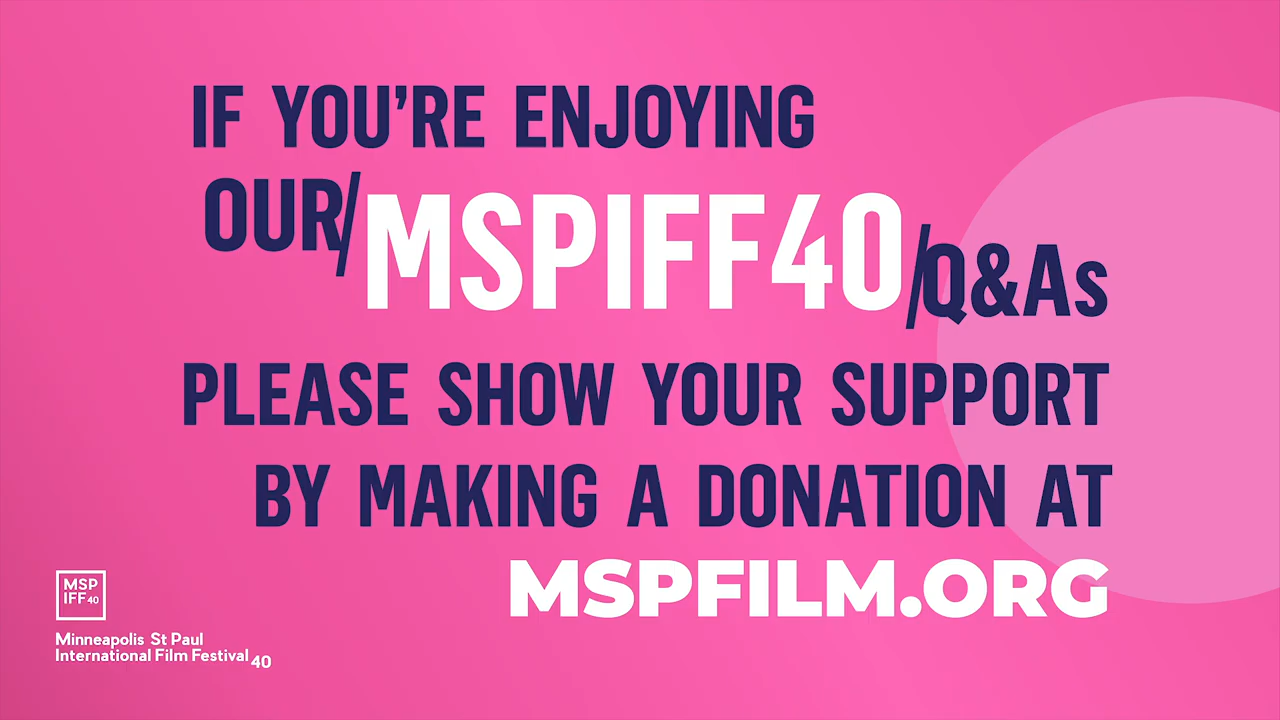 IF YOU'RE ENJOYING
OUR/MSPIFF40/Q&As
PLEASE SHOW YOUR SUPPORT
BY MAKING A DONATION AT
MSPFILM.ORG
MSP
IFF40
Minneapolis St Paul
International Film Festival 40